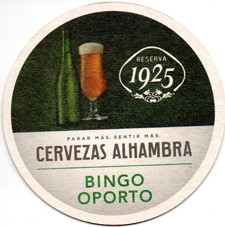 RESERVA
1925
PARAR MÁS. SENTIR MÁS.
CERVEZAS ALHAMBRA
BINGO
OPORTO